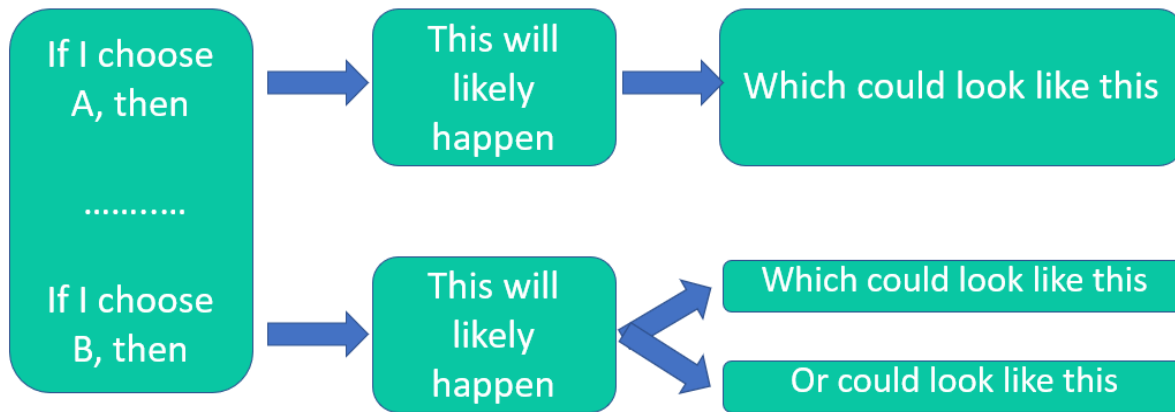 If I choose
A, then
...........
If I choose
B, then
This will
likely
happen
Which could look like this
This will
likely
happen
Which could look like this
Or could look like this